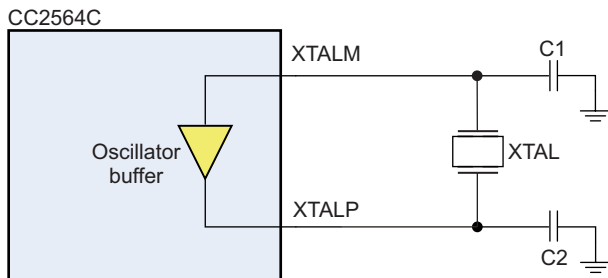 CC2564C
XTALM
C1
Oscillator
buffer
XTAL
XTALP
C2